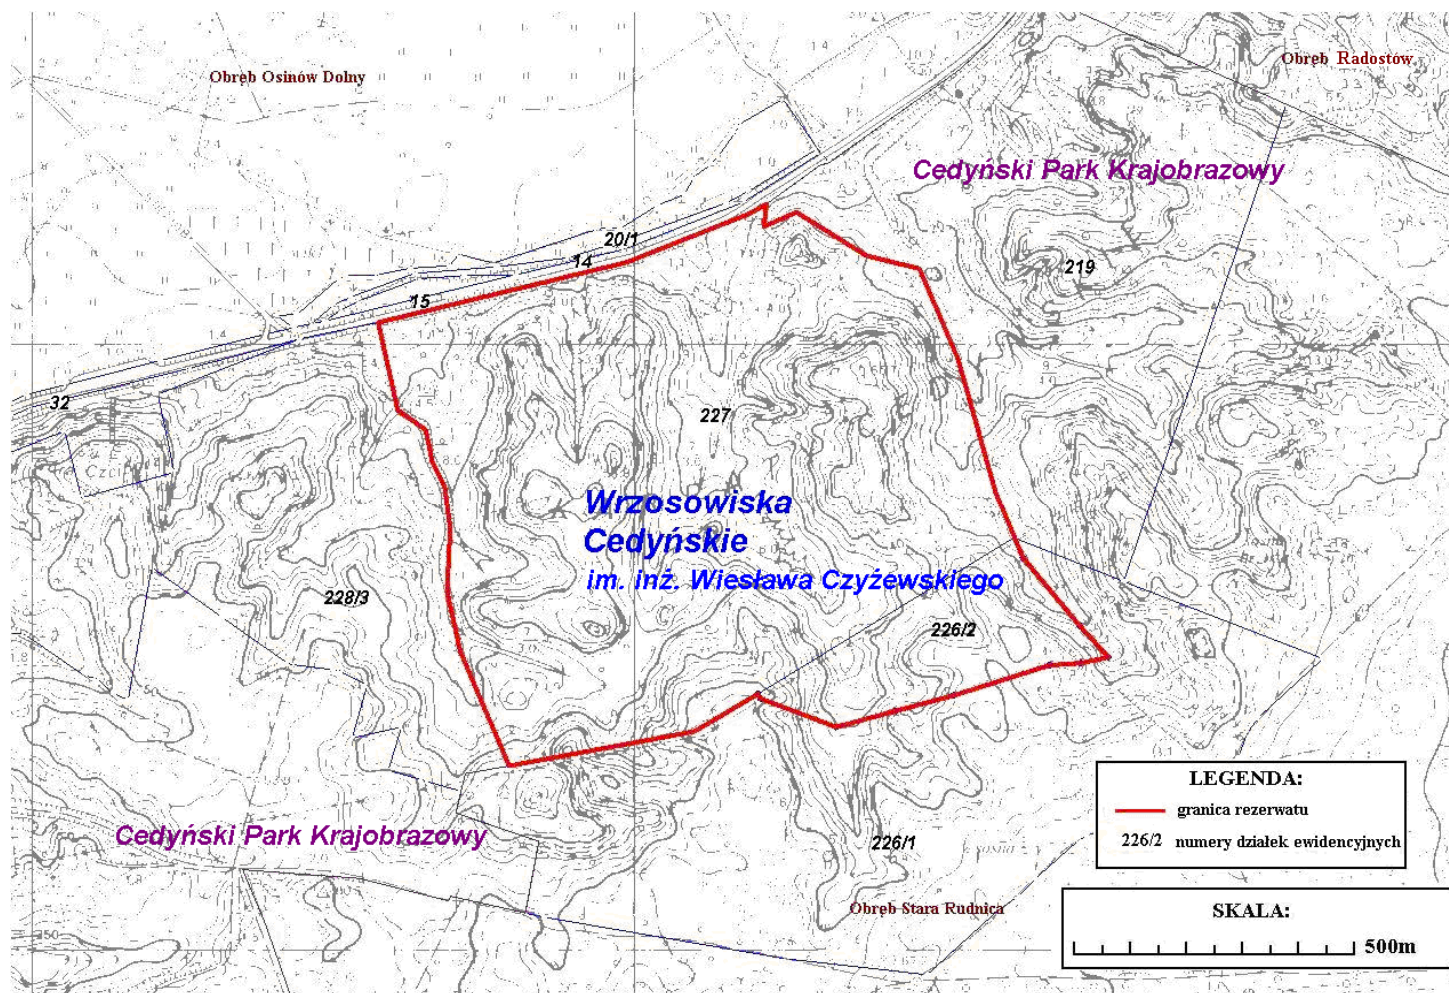 Obręb Osinów Dolny
Obręb Radostów
Cedyński Park Krajobrazowy
20/1
14
219
15
32
227
Wrzosowiska
Cedyńskie
im. inż. Wiesława Czyżewskiego
228/3
226/2
LEGENDA:
granica rezerwatu
226/2 numery działek ewidencyjnych
Cedyński Park Krajobrazowy
226/1
Obręb Stara Rudnica
SKALA:
500m